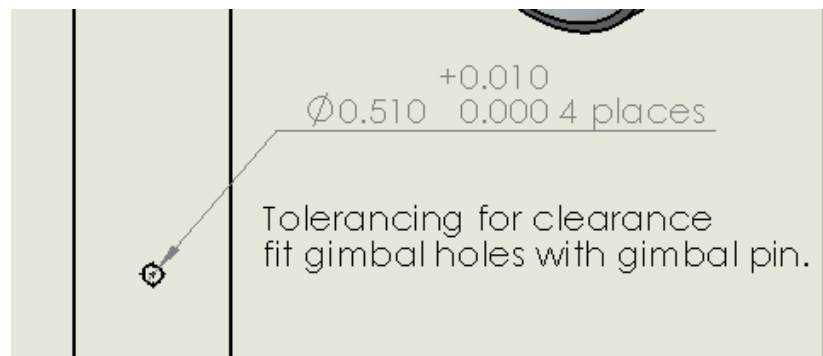 +0.010
Ø0.510 0.000 4 places
Tolerancing for clearance
fit gimbal holes with gimbal pin.